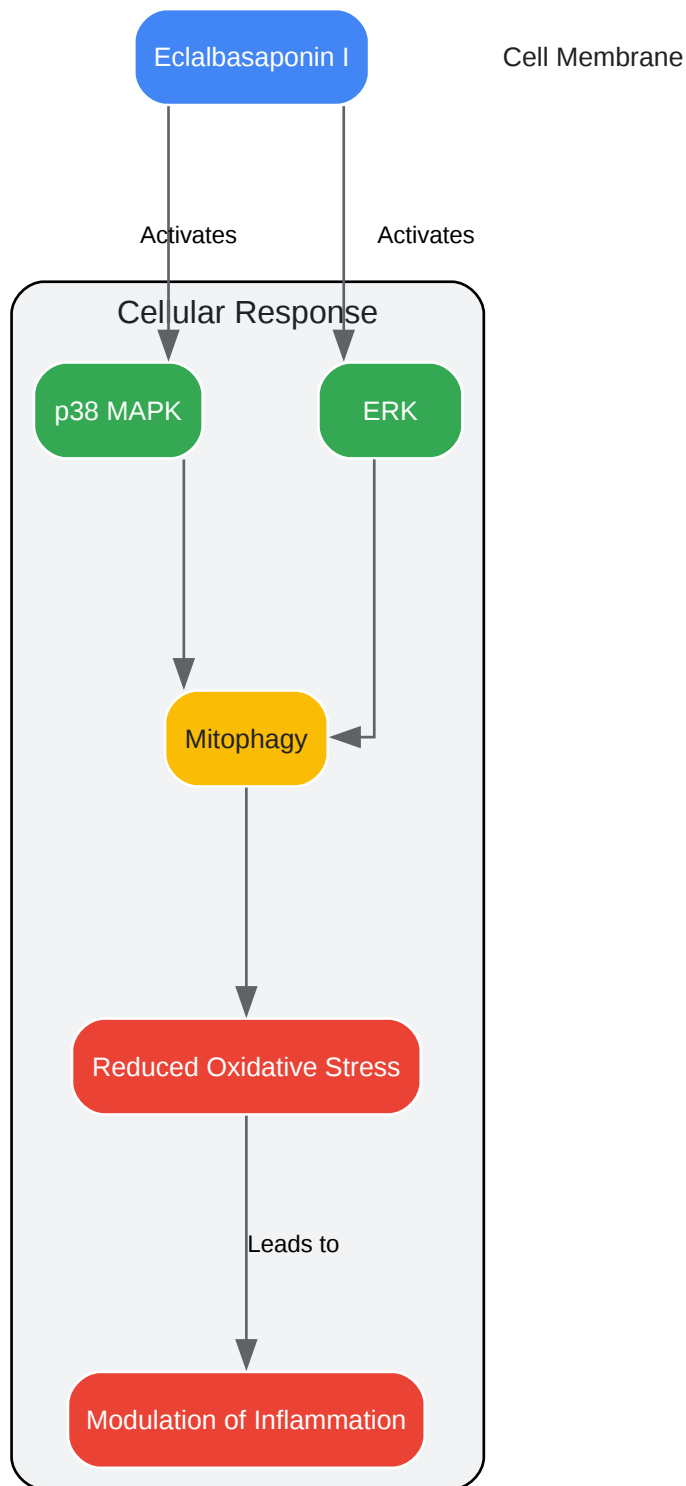 Eclalbasaponin I
Cell Membrane
Activates
Activates
Cellular Response
p38 MAPK
ERK
Mitophagy
Reduced Oxidative Stress
Leads to
Modulation of Inflammation